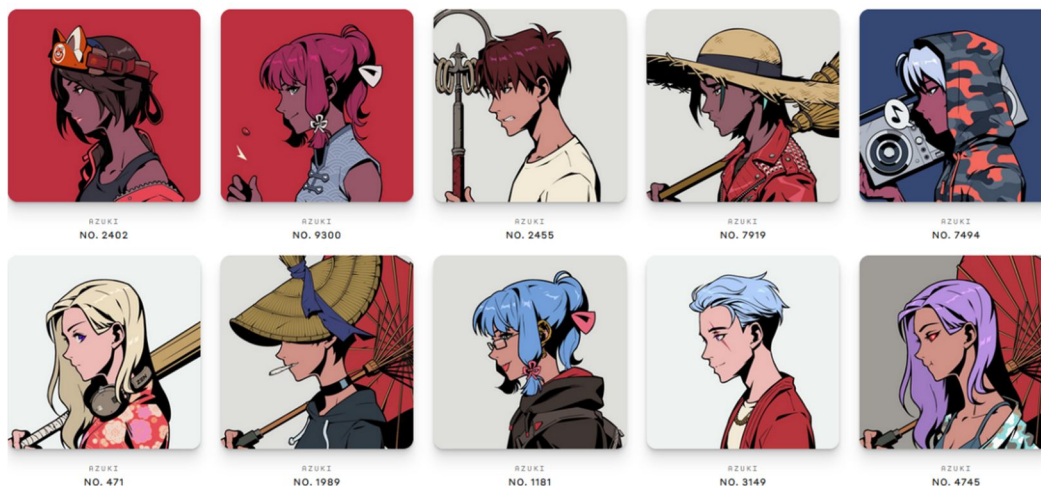 AZUKI
NO. 2402
AZUKI
NO. 9300
AZUKI
NO. 2455
AZUKI
NO. 7919
AZUKI
NO. 7494
AZUKI
NO. 471
AZUKI
NO. 1989
AZUKI
NO. 1181
AZUKI
NO. 3149
AZUKI
NO. 4745